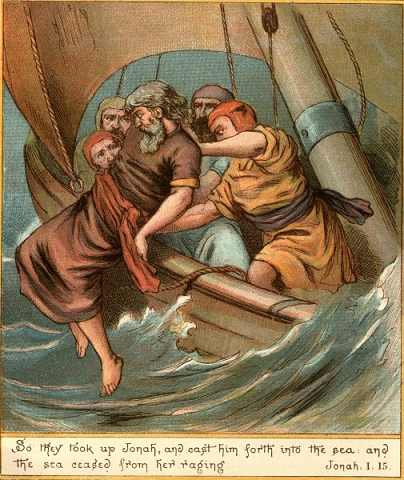 So they took up Jonah, and cast him forth into the sea: and
the sea ceased from her raging Jonah. 1. 15.